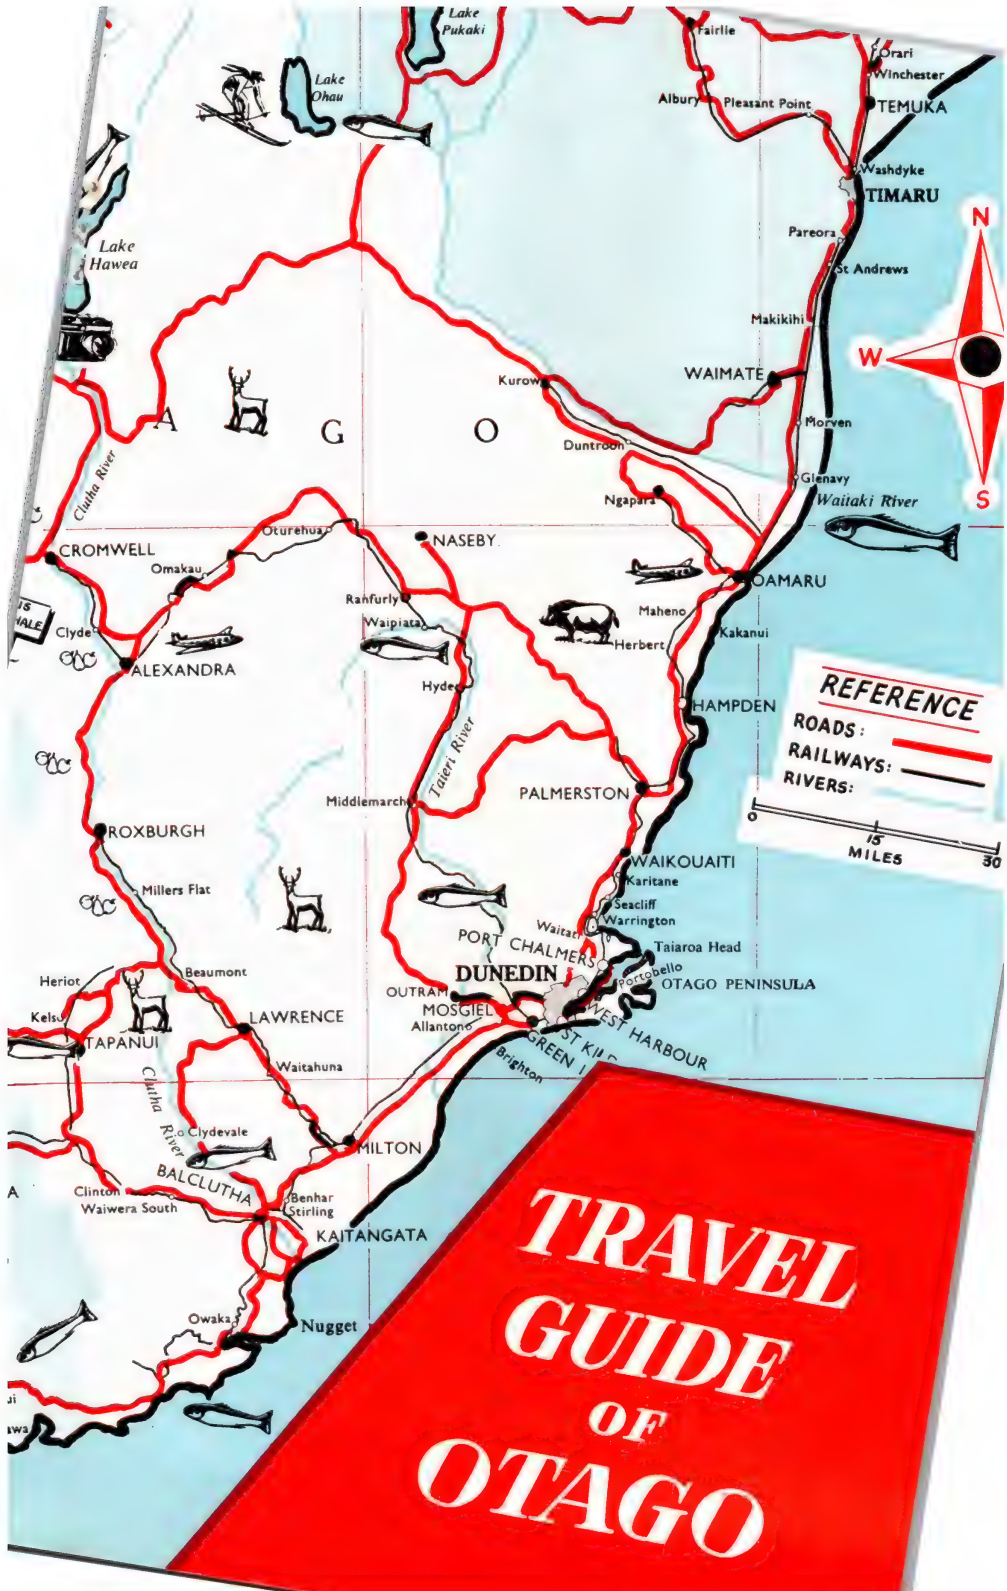 Lake
Pukaki
Fairlie
Orari
Winchester
Lake
Ohau
Albury
Pleasant Point
TEMUKA
Washdyke
TIMARU
N
Lake
Hawea
Pareora
St Andrews
Makikihi
W
WAIMATE
Kurow
A G O
Morven
Duntroon
Clutha River
Glenavy
S
Ngapara
Waitaki River
Oturehua
NASEBY
CROMWELL
Omakau
OAMARU
Ranfurly
Maheno
Waipiata
Kakanui
Clyde
Herbert
ALEXANDRA
REFERENCE
Hyde
HAMPDEN
ROADS:
RAILWAYS:
RIVERS:
Taieri River
PALMERSTON
Middlemarch
0 15 30
MILES
ROXBURGH
WAIKOUAITI
Karitane
Millers Flat
Seacliff
Warrington
Waitati
PORT CHALMERS
Taiaroa Head
DUNEDIN
Portobello
Beaumont
Heriot
OTAGO PENINSULA
OUTRAM
MOSGIEL
WEST HARBOUR
Kelso
LAWRENCE
Allanton
ST KIL
GREEN I
TAPANUI
Brighton
Waitahuna
Clutha River
Clydevale
MILTON
BALCLUTHA
A
Clinton
Benhar
Waiwera South
Stirling
KAITANGATA
Owaka
Nugget
TRAVEL
GUIDE
OF
OTAGO